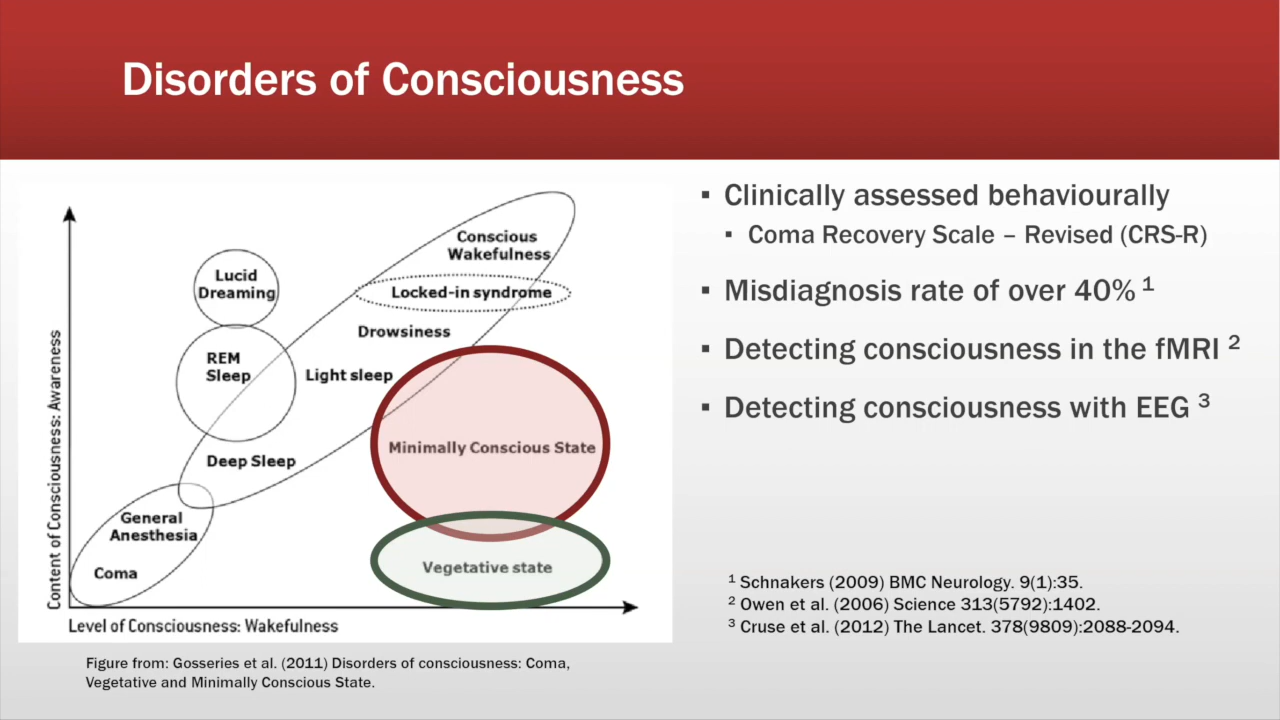 Disorders of Consciousness
Content of Consciousness: Awareness
Conscious
Wakefulness
Lucid
Dreaming
Locked-in syndrome
Drowsiness
REM
Sleep
Light sleep
Minimally Conscious State
Deep Sleep
General
Anesthesia
Coma
Vegetative state
Level of Consciousness: Wakefulness
Figure from: Gosseries et al. (2011) Disorders of consciousness: Coma,
Vegetative and Minimally Conscious State.
▪ Clinically assessed behaviourally
▪ Coma Recovery Scale – Revised (CRS-R)
▪ Misdiagnosis rate of over 40% ¹
▪ Detecting consciousness in the fMRI ²
▪ Detecting consciousness with EEG ³
¹ Schnakers (2009) BMC Neurology. 9(1):35.
² Owen et al. (2006) Science 313(5792):1402.
³ Cruse et al. (2012) The Lancet. 378(9809):2088-2094.